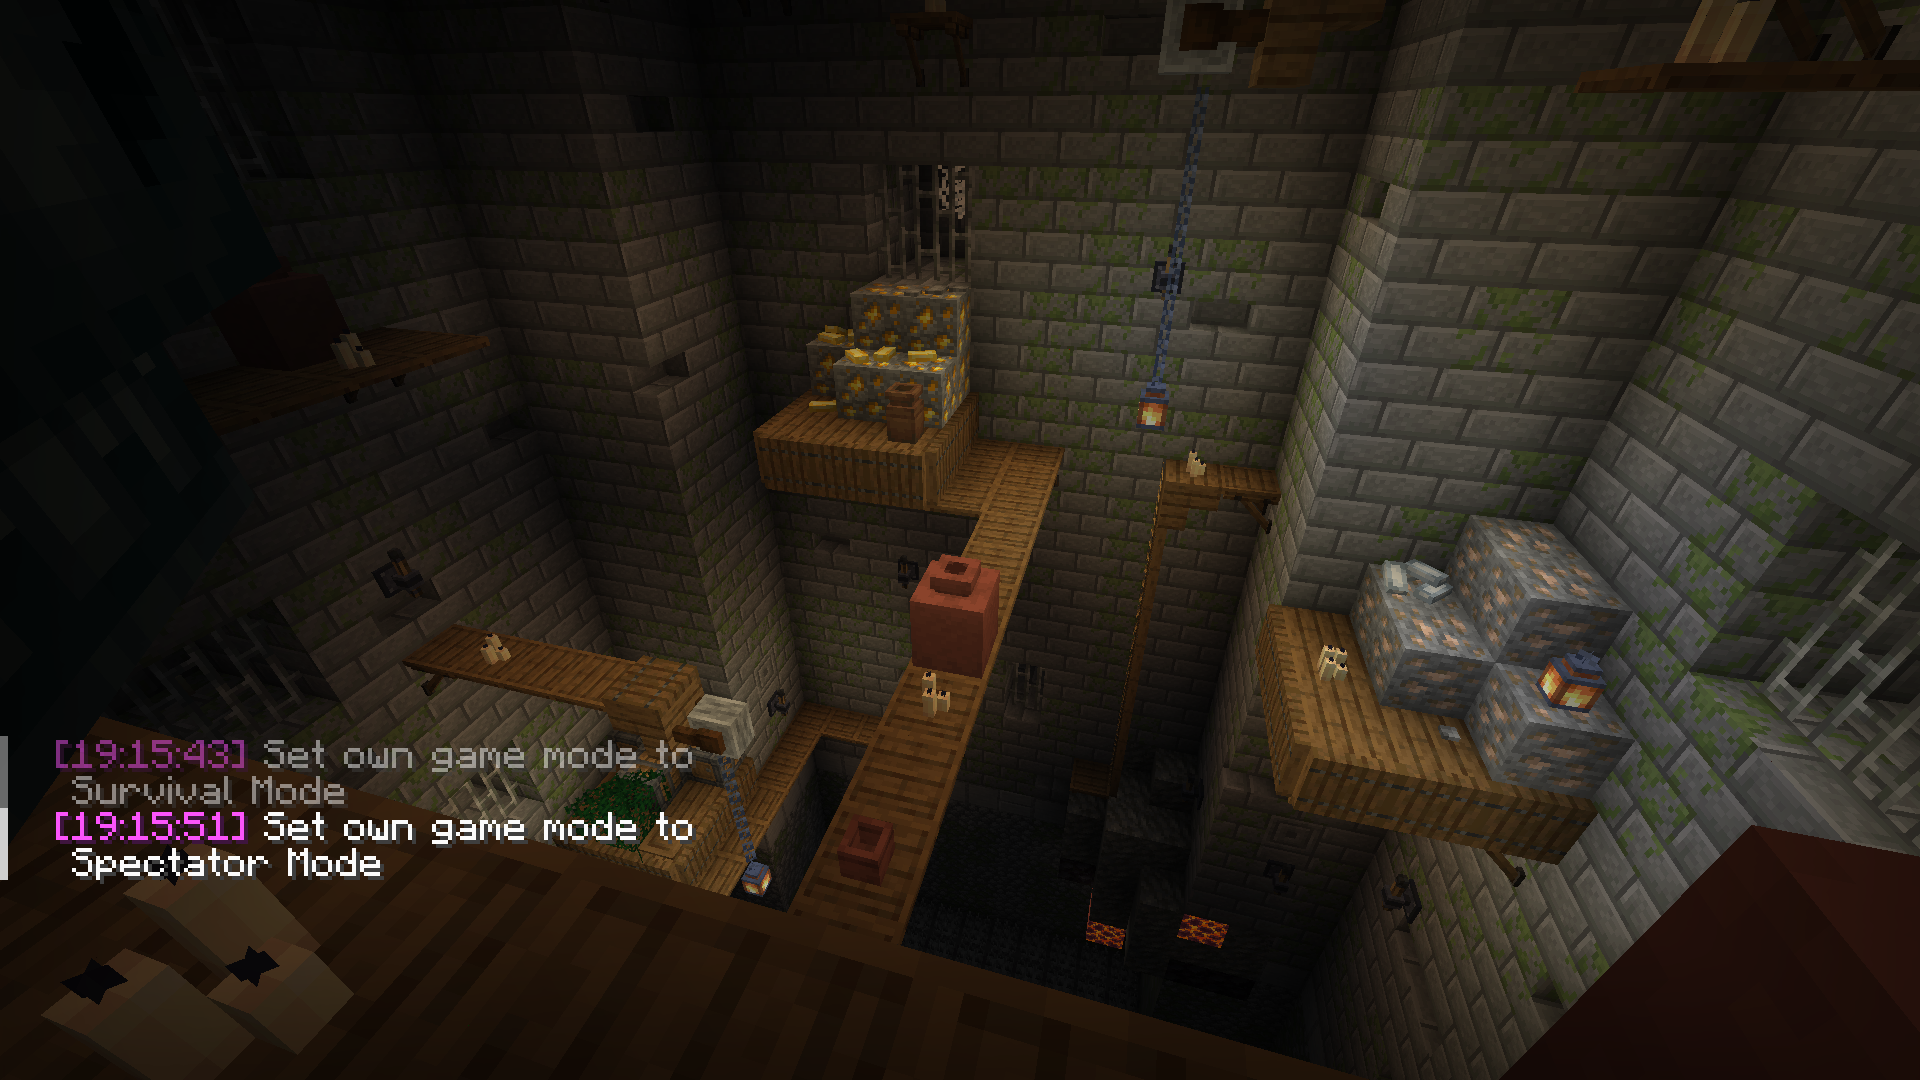 [19:15:43] Set own game mode to
Survival Mode
[19:15:51] Set own game mode to
Spectator Mode